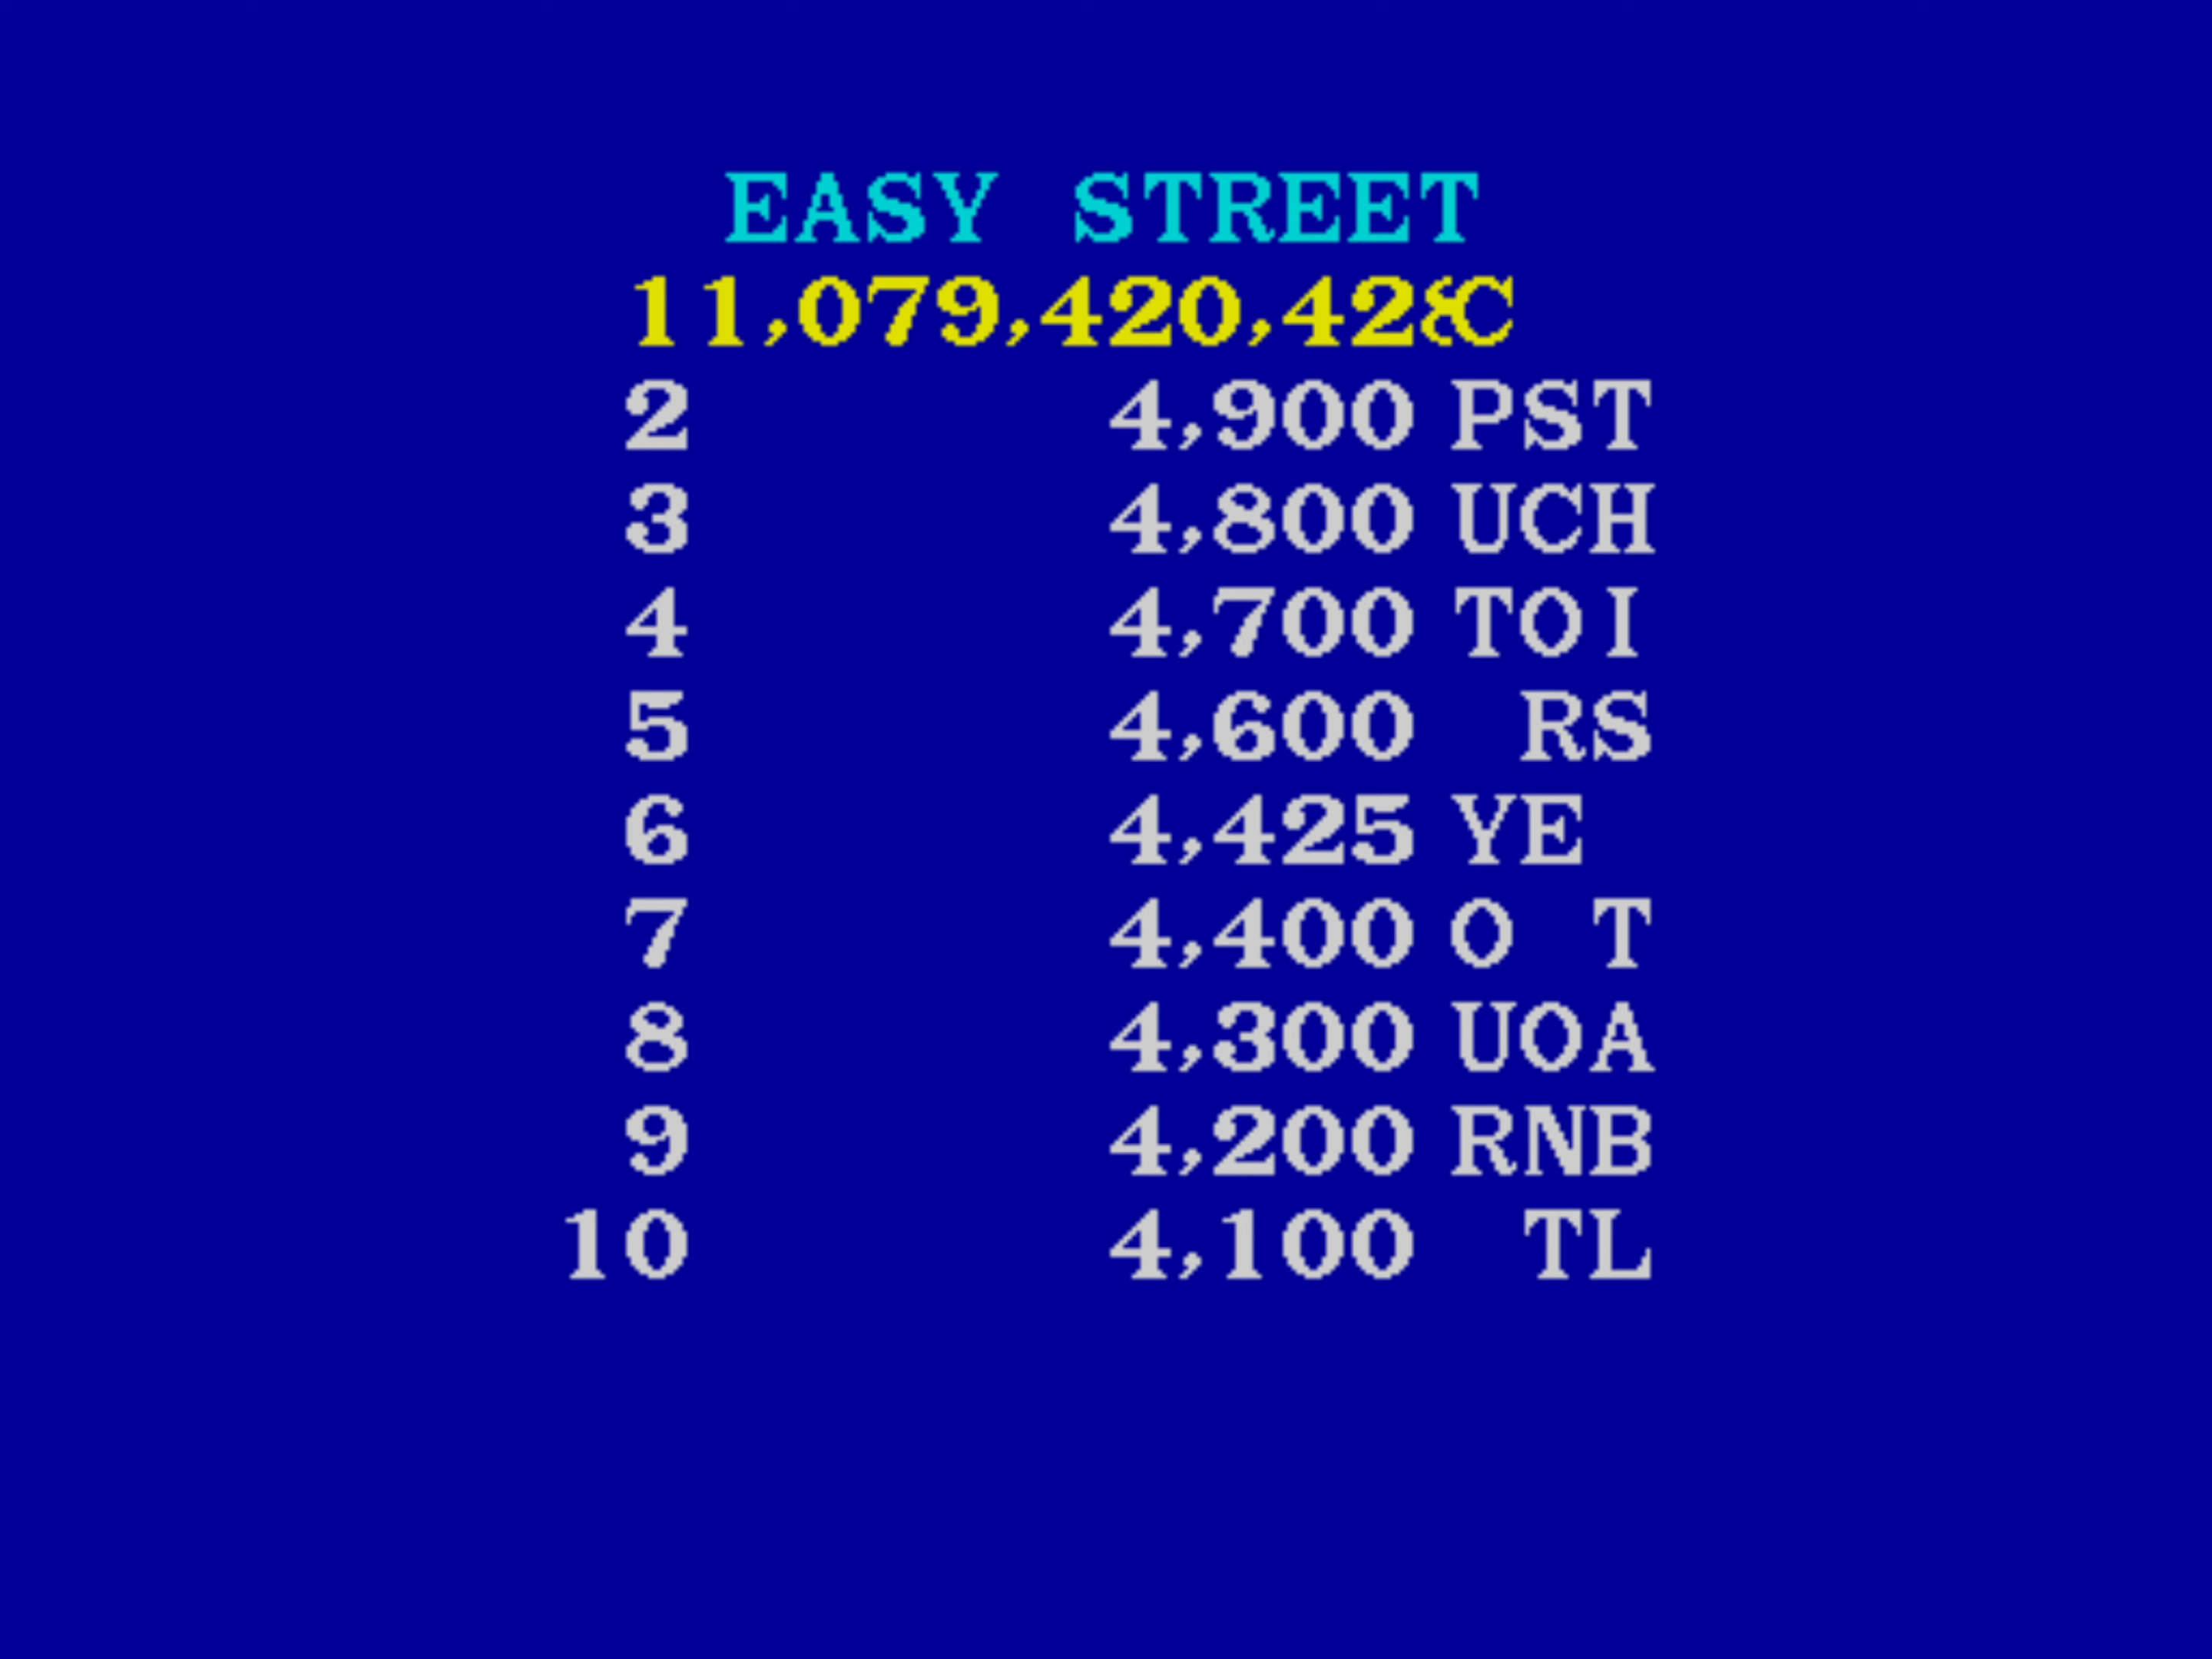 EASY STREET
11,079,420,428C
2 4,900 PST
3 4,800 UCH
4 4,700 TOI
5 4,600 RS
6 4,425 YE
7 4,400 O T
8 4,300 UOA
9 4,200 RNB
10 4,100 TL